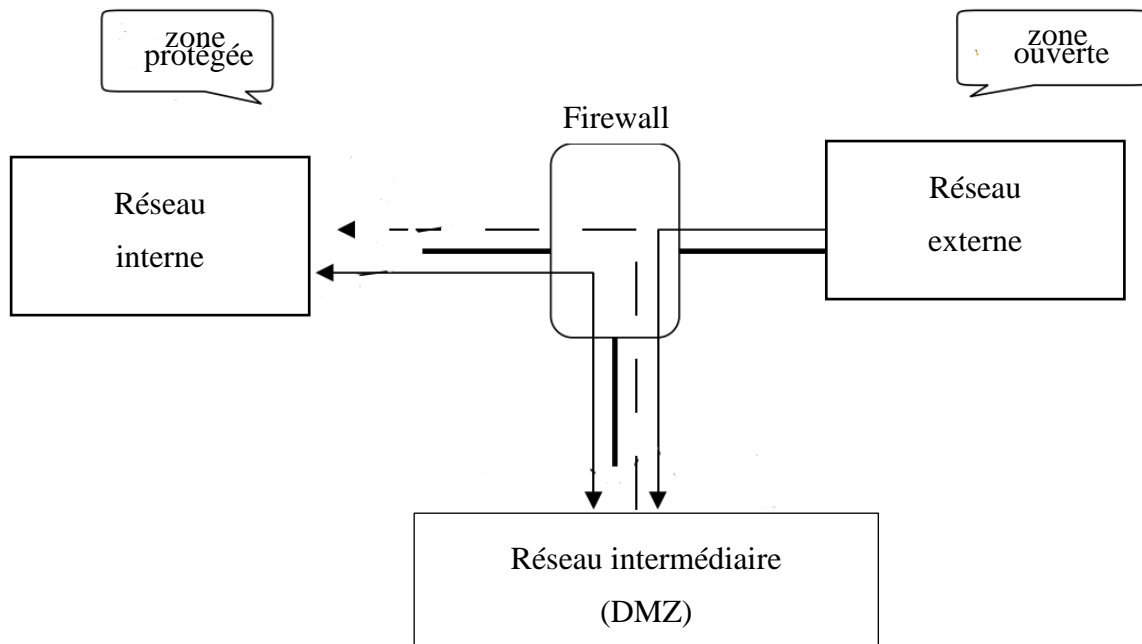 zone
protégée
zone
ouverte
Firewall
Réseau
interne
Réseau
externe
Réseau intermédiaire
(DMZ)